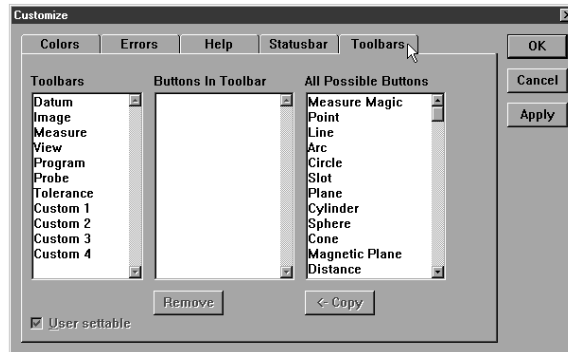 Customize
Colors
Errors
Help
Statusbar
Toolbars
OK
Cancel
Apply
Toolbars
Datum
Image
Measure
View
Program
Probe
Tolerance
Custom 1
Custom 2
Custom 3
Custom 4
Buttons In Toolbar
All Possible Buttons
Measure Magic
Point
Line
Arc
Circle
Slot
Plane
Cylinder
Sphere
Cone
Magnetic Plane
Distance
Remove
<- Copy
User settable